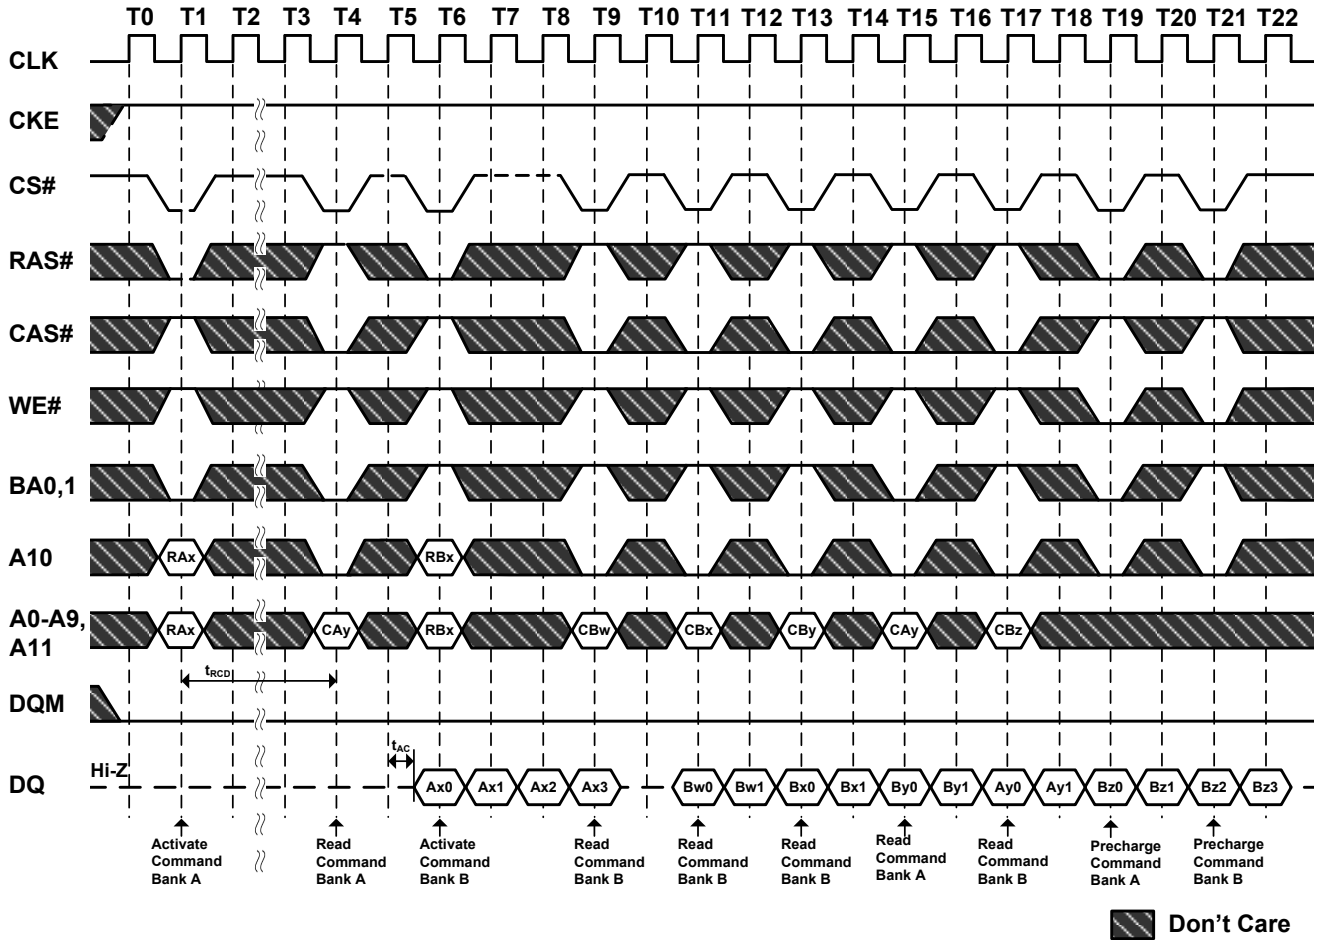 T0 T1 T2 T3 T4 T5 T6 T7 T8 T9 T10 T11 T12 T13 T14 T15 T16 T17 T18 T19 T20 T21 T22
CLK
CKE
CS#
RAS#
CAS#
WE#
BA0,1
A10 RAx RBx
A0-A9,
A11 RAx CAy RBx CBw CBx CBy CAy CBz
tRCD
DQM
tAC
Hi-Z
DQ Ax0 Ax1 Ax2 Ax3 Bw0 Bw1 Bx0 Bx1 By0 By1 Ay0 Ay1 Bz0 Bz1 Bz2 Bz3
Activate
Command
Bank A
Read
Command
Bank A
Activate
Command
Bank B
Read
Command
Bank B
Read
Command
Bank B
Read
Command
Bank B
Read
Command
Bank A
Read
Command
Bank B
Precharge
Command
Bank A
Precharge
Command
Bank B
Don't Care